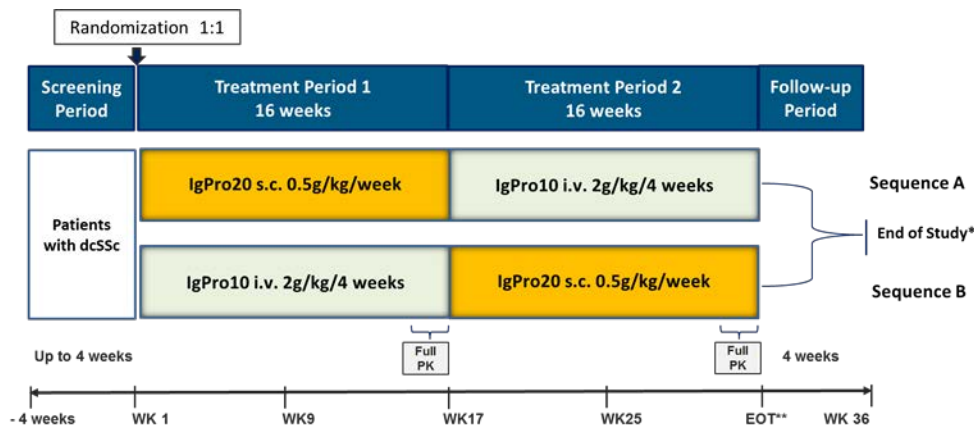 Randomization 1:1
Screening
Period
Treatment Period 1
16 weeks
Treatment Period 2
16 weeks
Follow-up
Period
Patients
with dcSSc
IgPro20 s.c. 0.5g/kg/week
IgPro10 i.v. 2g/kg/4 weeks
Sequence A
End of Study*
IgPro10 i.v. 2g/kg/4 weeks
IgPro20 s.c. 0.5g/kg/week
Sequence B
Up to 4 weeks
Full
PK
Full
PK
4 weeks
- 4 weeks
WK 1
WK9
WK17
WK25
EOT**
WK 36